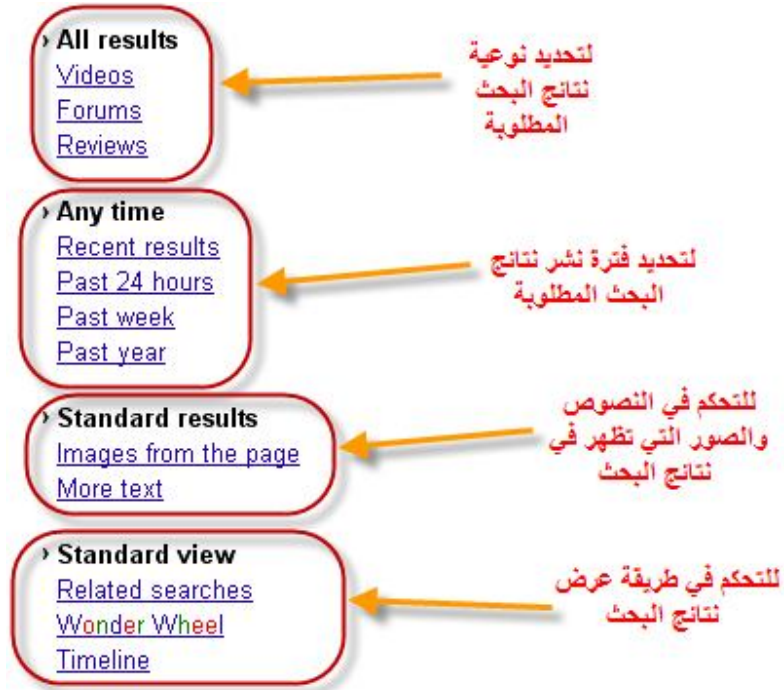 › All results
Videos
Forums
Reviews
لتحديد نوعية
نتائج البحث
المطلوبة
› Any time
Recent results
Past 24 hours
Past week
Past year
لتحديد فترة نشر نتائج
البحث المطلوبة
› Standard results
Images from the page
More text
للتحكم في النصوص
والصور التي تظهر في
نتائج البحث
› Standard view
Related searches
Wonder Wheel
Timeline
للتحكم في طريقة عرض
نتائج البحث